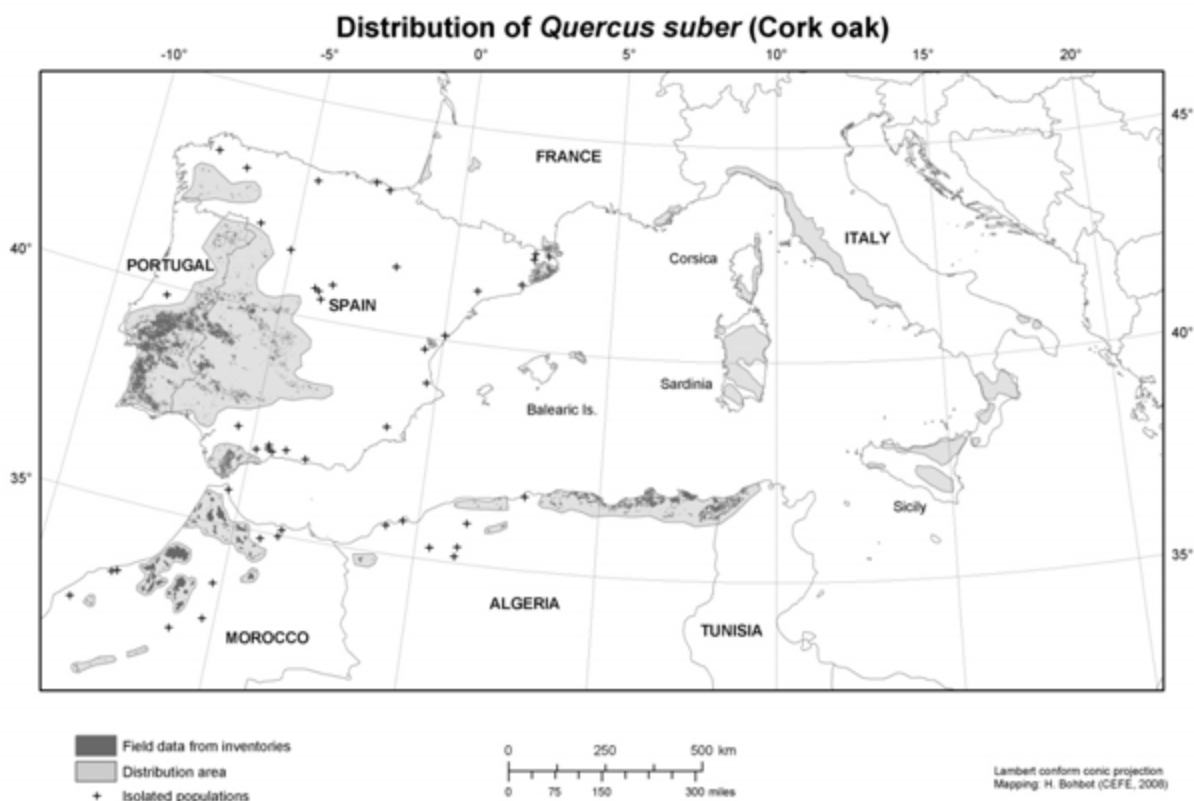 Distribution of Quercus suber (Cork oak)
-10° -5° 0° 5° 10° 15° 20°
45°
FRANCE
ITALY
Corsica
40°
PORTUGAL
SPAIN
40°
Sardinia
Balearic Is.
35°
Sicily
35°
ALGERIA
TUNISIA
MOROCCO
Field data from inventories
Distribution area
Isolated populations
0 250 500 km
0 75 150 300 miles
Lambert conform conic projection
Mapping: H. Bohbot (CEFE, 2008)